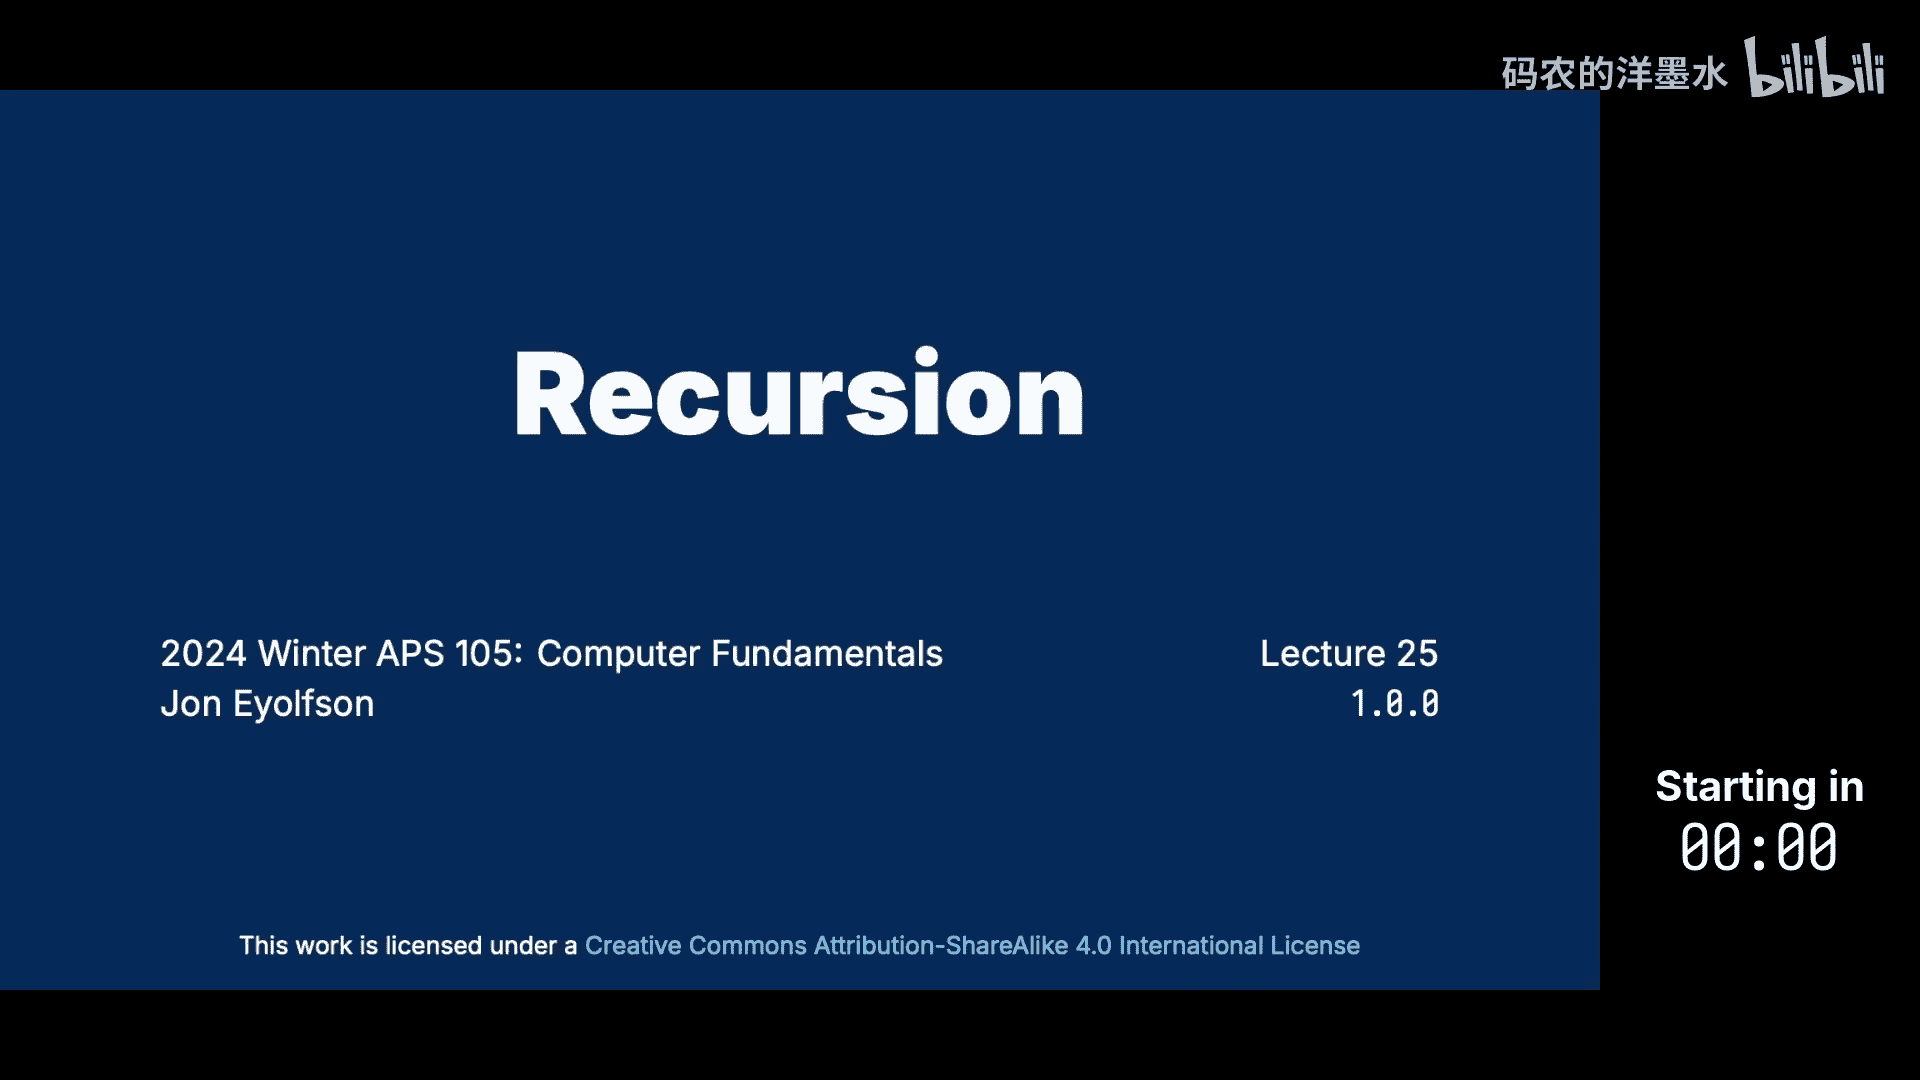 码农的洋墨水 bilibili
Recursion
2024 Winter APS 105: Computer Fundamentals
Jon Eyolfson
Lecture 25
1.0.0
Starting in
00:00
This work is licensed under a Creative Commons Attribution-ShareAlike 4.0 International License